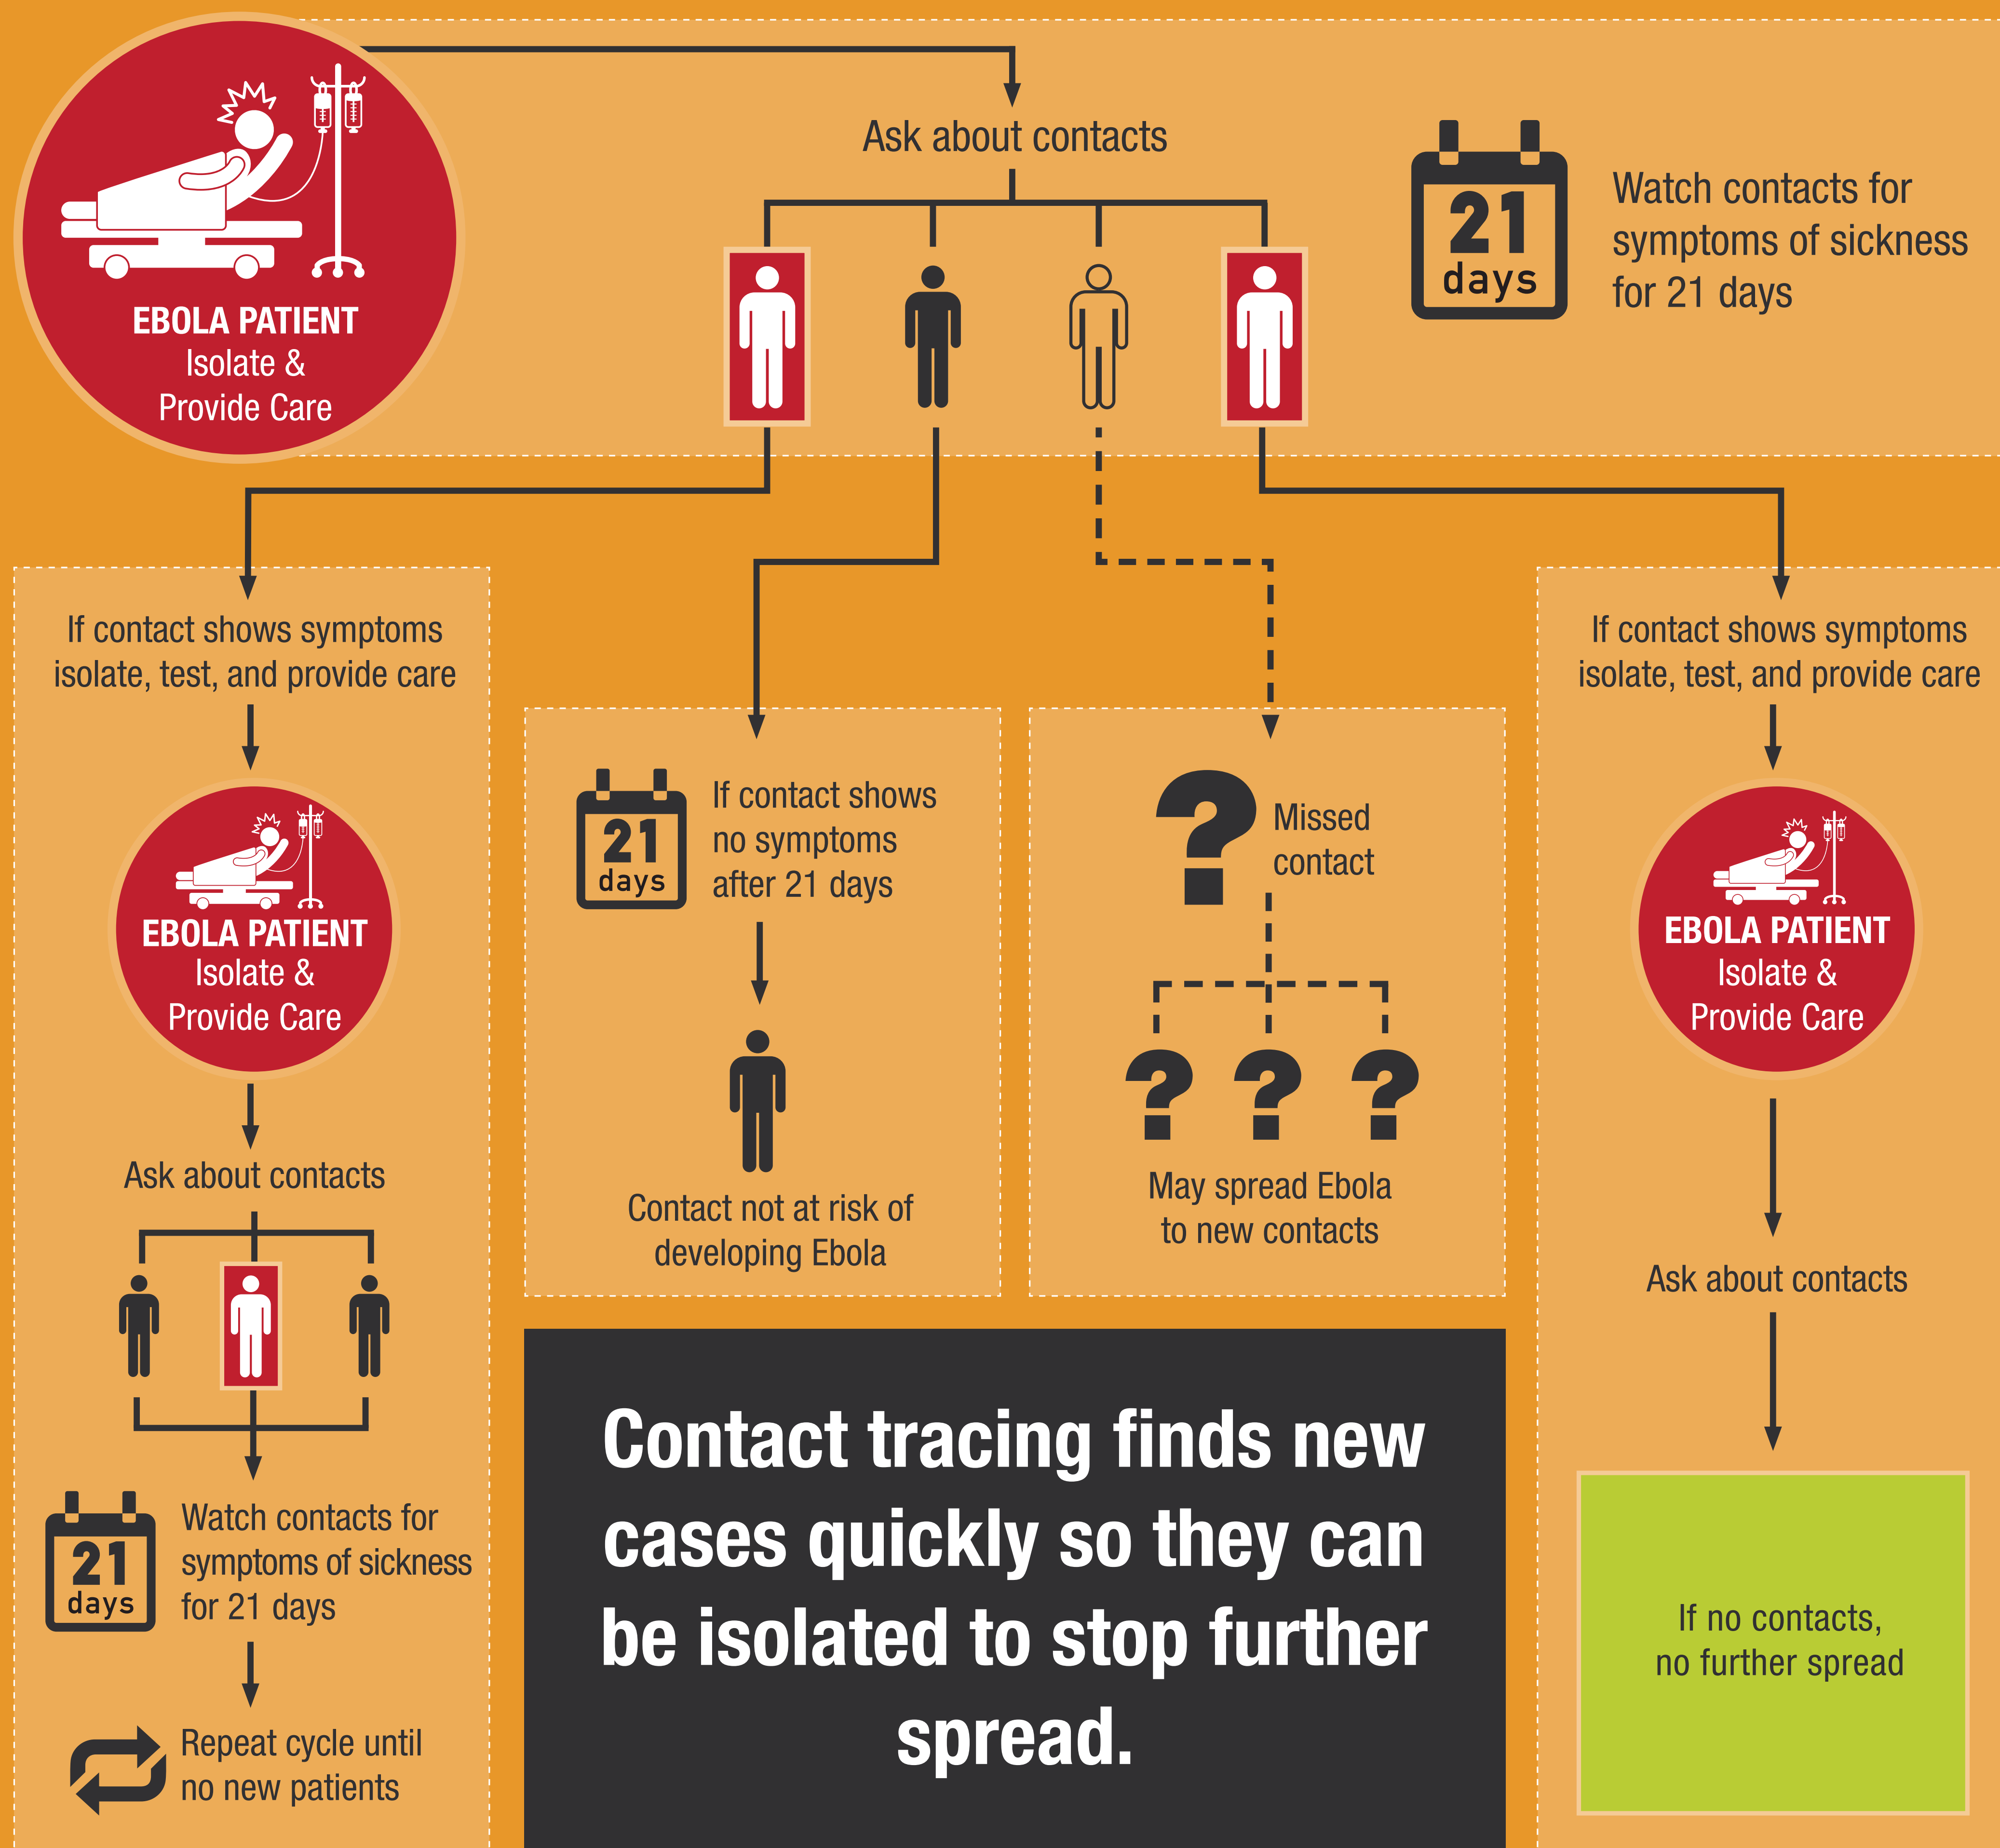 EBOLA PATIENT
Isolate &
Provide Care
Ask about contacts
21
days
Watch contacts for
symptoms of sickness
for 21 days
If contact shows symptoms
isolate, test, and provide care
EBOLA PATIENT
Isolate &
Provide Care
Ask about contacts
21
days
Watch contacts for
symptoms of sickness
for 21 days
Repeat cycle until
no new patients
21
days
If contact shows
no symptoms
after 21 days
Contact not at risk of
developing Ebola
?
Missed
contact
? ? ?
May spread Ebola
to new contacts
If contact shows symptoms
isolate, test, and provide care
EBOLA PATIENT
Isolate &
Provide Care
Ask about contacts
If no contacts,
no further spread
Contact tracing finds new
cases quickly so they can
be isolated to stop further
spread.